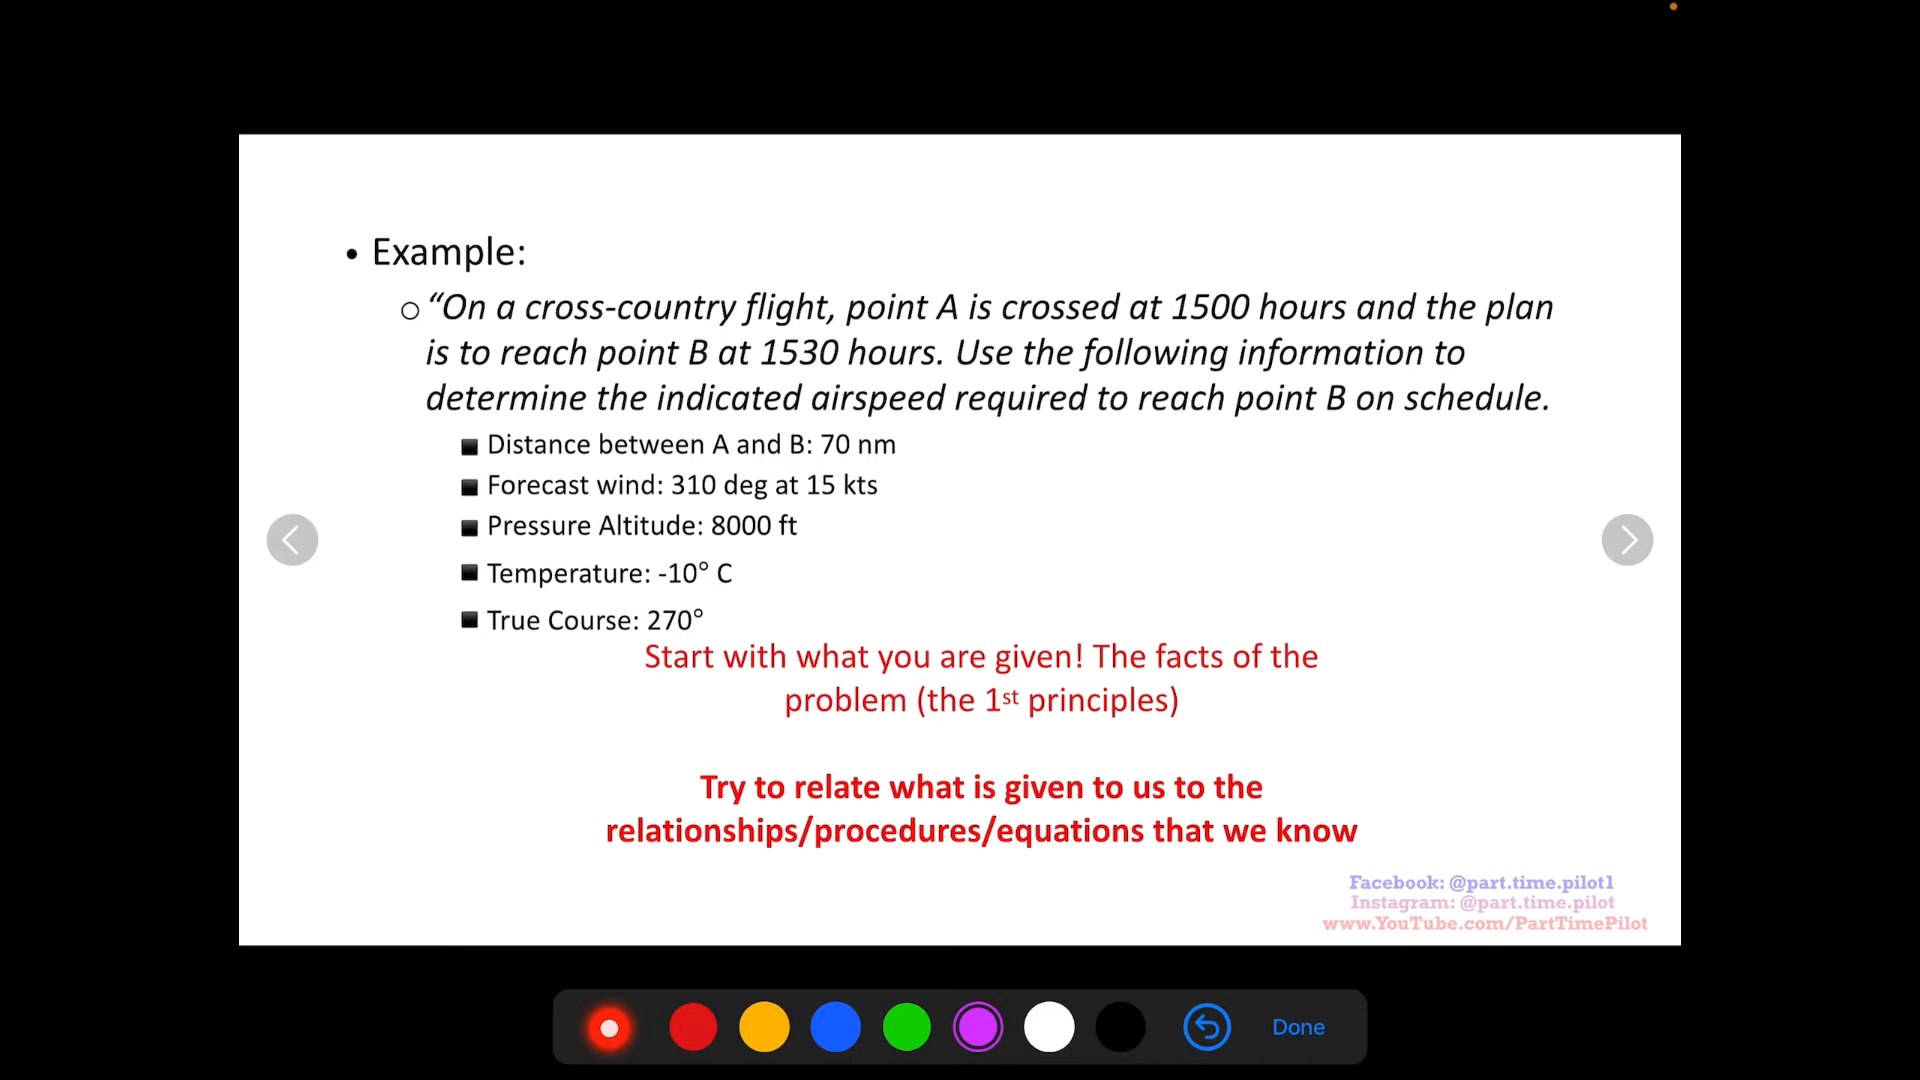 • Example:
○ “On a cross-country flight, point A is crossed at 1500 hours and the plan
is to reach point B at 1530 hours. Use the following information to
determine the indicated airspeed required to reach point B on schedule.
▪ Distance between A and B: 70 nm
▪ Forecast wind: 310 deg at 15 kts
▪ Pressure Altitude: 8000 ft
▪ Temperature: -10° C
▪ True Course: 270°
Start with what you are given! The facts of the
problem (the 1st principles)
Try to relate what is given to us to the
relationships/procedures/equations that we know
Facebook: @part.time.pilot1
Instagram: @part.time.pilot
www.YouTube.com/PartTimePilot
Done